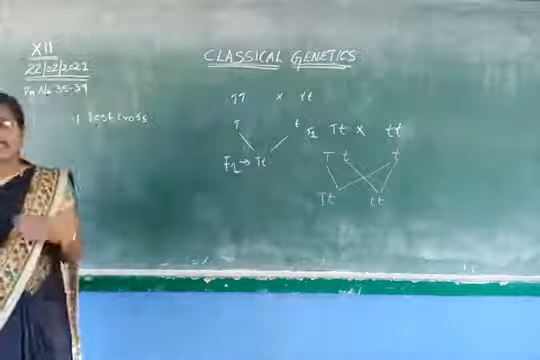 XII
22/02/2021
Pg No 35-39
CLASSICAL GENETICS
Test cross
TT x tt
T t
F1 → Tt
F1 Tt x tt
T t t
Tt tt